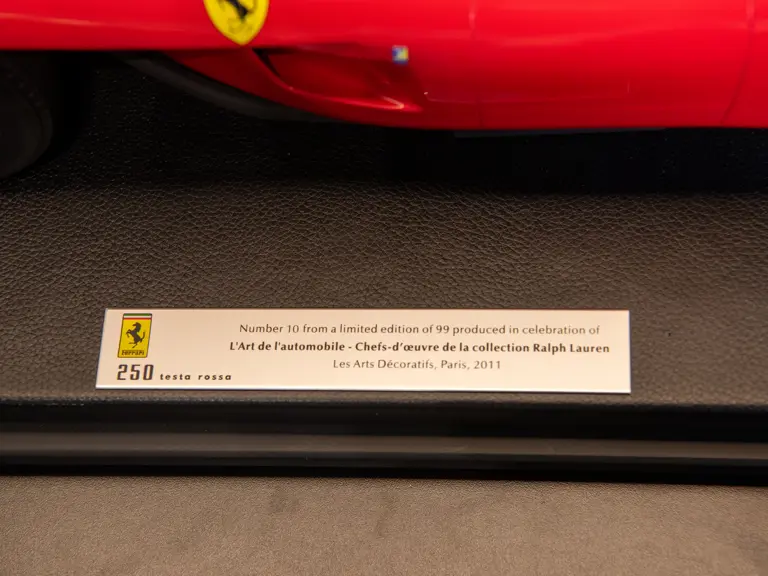 Number 10 from a limited edition of 99 produced in celebration of
L'Art de l'automobile - Chefs-d'œuvre de la collection Ralph Lauren
Les Arts Décoratifs, Paris, 2011
Ferrari
250 testa rossa